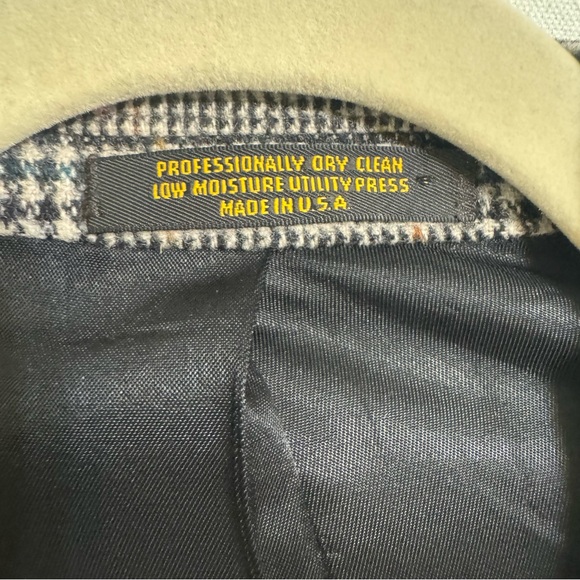 PROFESSIONALLY DRY CLEAN
LOW MOISTURE UTILITY PRESS
MADE IN U.S.A.